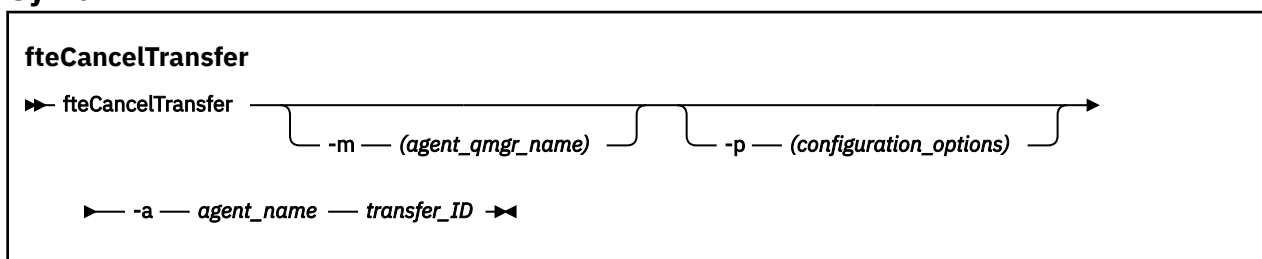 fteCancelTransfer
fteCancelTransfer
-m (agent_qmgr_name) -p (configuration_options)
-a agent_name transfer_ID